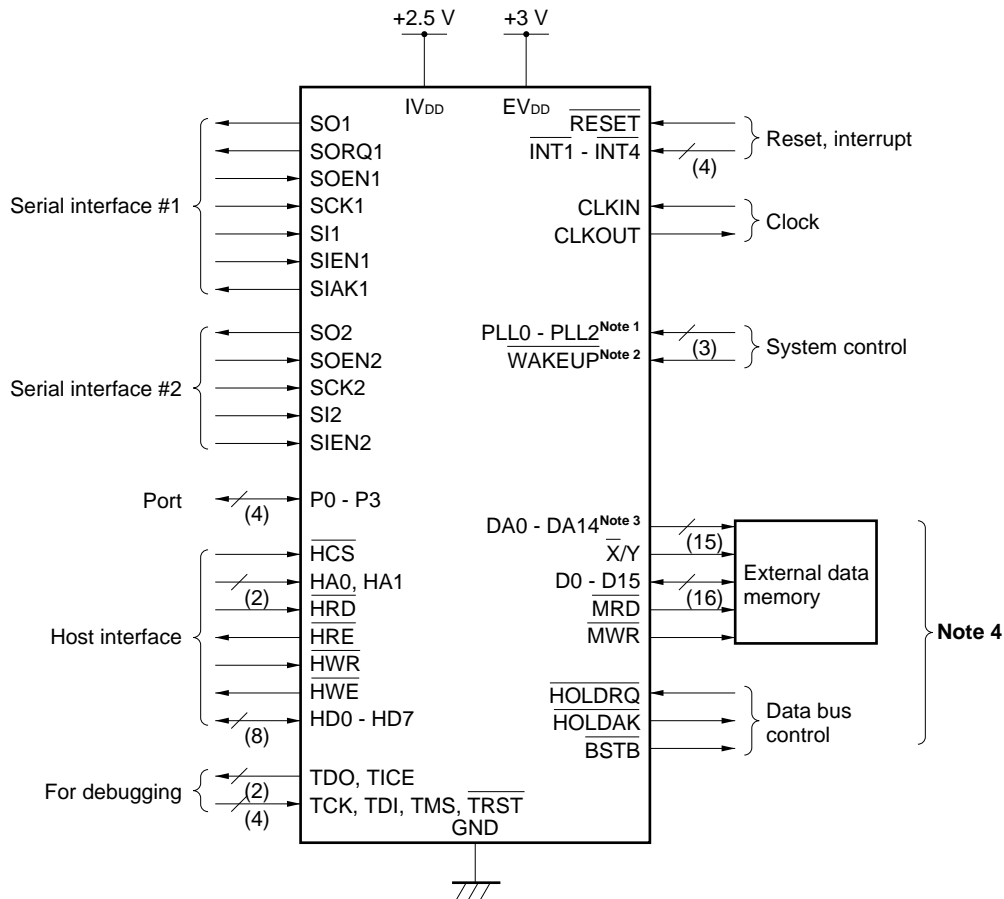 +2.5 V
+3 V
IVDD
EVDD
Serial interface #1
SO1
SORQ1
SOEN1
SCK1
SI1
SIEN1
SIAK1
Serial interface #2
SO2
SOEN2
SCK2
SI2
SIEN2
Port
(4)
P0 - P3
Host interface
HCS
HA0, HA1
(2)
HRD
HRE
HWR
HWE
HD0 - HD7
(8)
For debugging
TDO, TICE
(2)
TCK, TDI, TMS, TRST
(4)
GND
RESET
INT1 - INT4
(4)
Reset, interrupt
CLKIN
CLKOUT
Clock
PLL0 - PLL2Note 1
(3)
WAKEUPNote 2
System control
DA0 - DA14Note 3
(15)
X/Y
D0 - D15
(16)
MRD
MWR
External data
memory
HOLDRQ
HOLDAK
BSTB
Data bus
control
Note 4